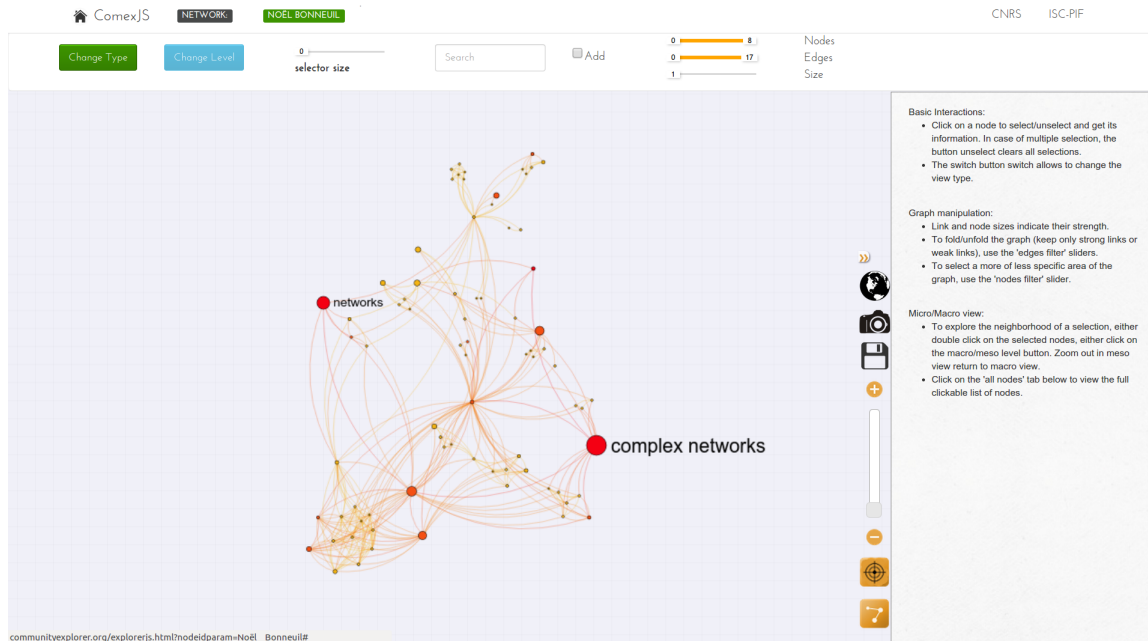 ComexJS NETWORK: NOËL BONNEUIL CNRS ISC-PIF
Change Type
Change Level
0
selector size
Search
Add
0 8 Nodes
0 17 Edges
1 Size
networks
complex networks
Basic Interactions:
Click on a node to select/unselect and get its
information. In case of multiple selection, the
button unselect clears all selections.
The switch button switch allows to change the
view type.
Graph manipulation:
Link and node sizes indicate their strength.
To fold/unfold the graph (keep only strong links or
weak links), use the 'edges filter' sliders.
To select a more of less specific area of the
graph, use the 'nodes filter' slider.
Micro/Macro view:
To explore the neighborhood of a selection, either
double click on the selected nodes, either click on
the macro/meso level button. Zoom out in meso
view return to macro view.
Click on the 'all nodes' tab below to view the full
clickable list of nodes.
communityexplorer.org/explorerjs.html?nodeidparam=Noël__Bonneuil#